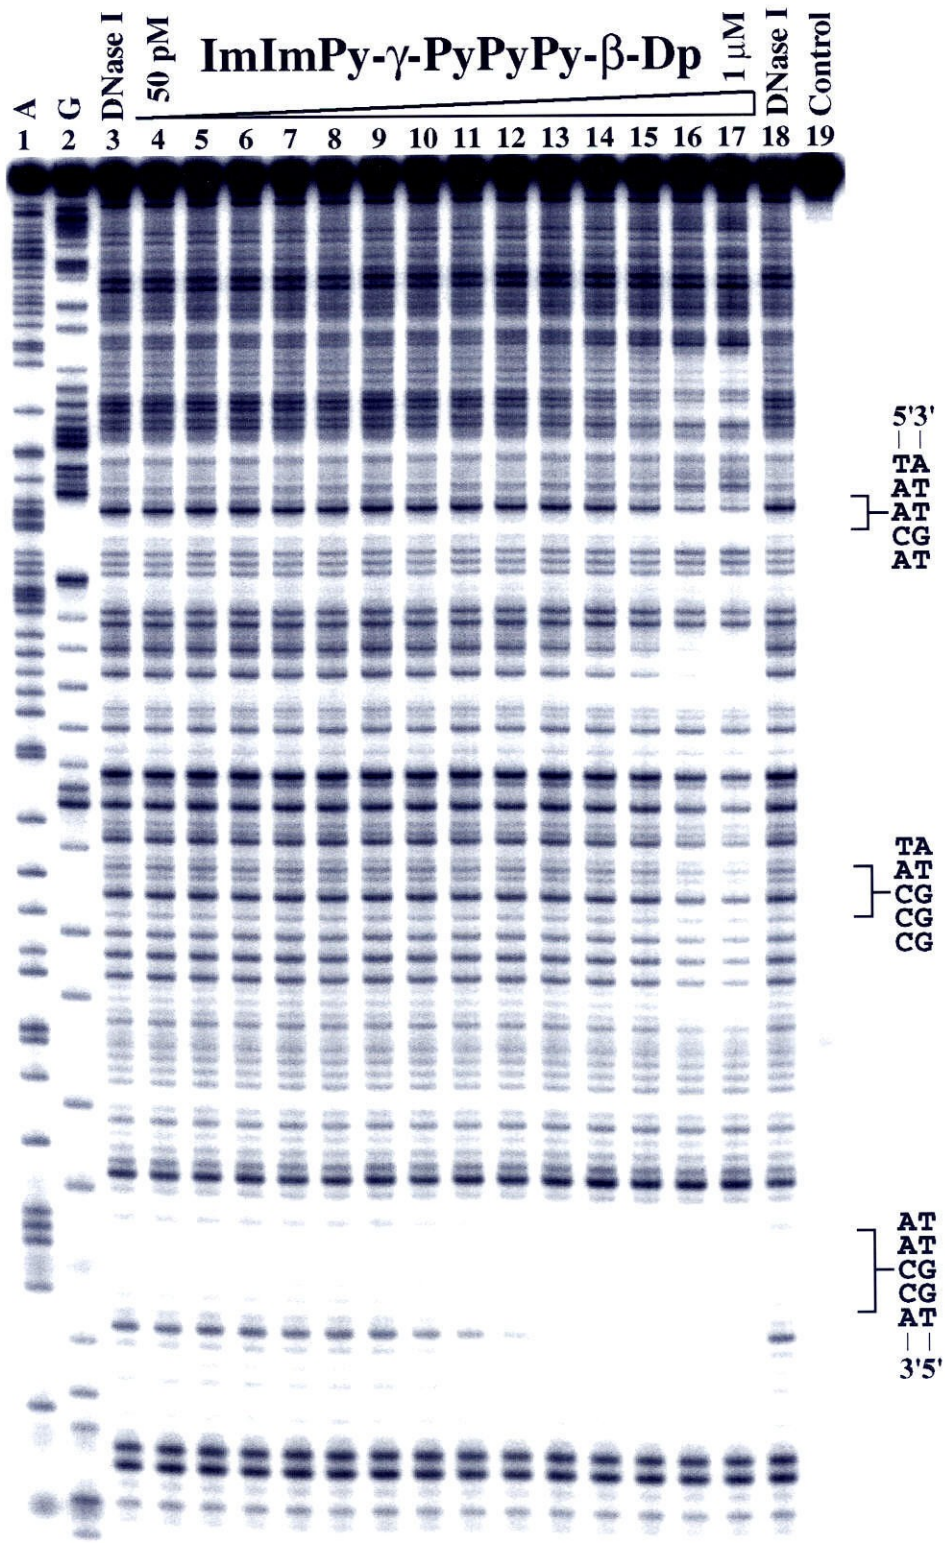 A
G
DNase I
50 pM
ImImPy-γ-PyPyPy-β-Dp
1 μM
DNase I
Control
1 2 3 4 5 6 7 8 9 10 11 12 13 14 15 16 17 18 19
5'3'
TA
AT
AT
CG
AT
TA
AT
CG
CG
CG
AT
AT
CG
CG
AT
3'5'